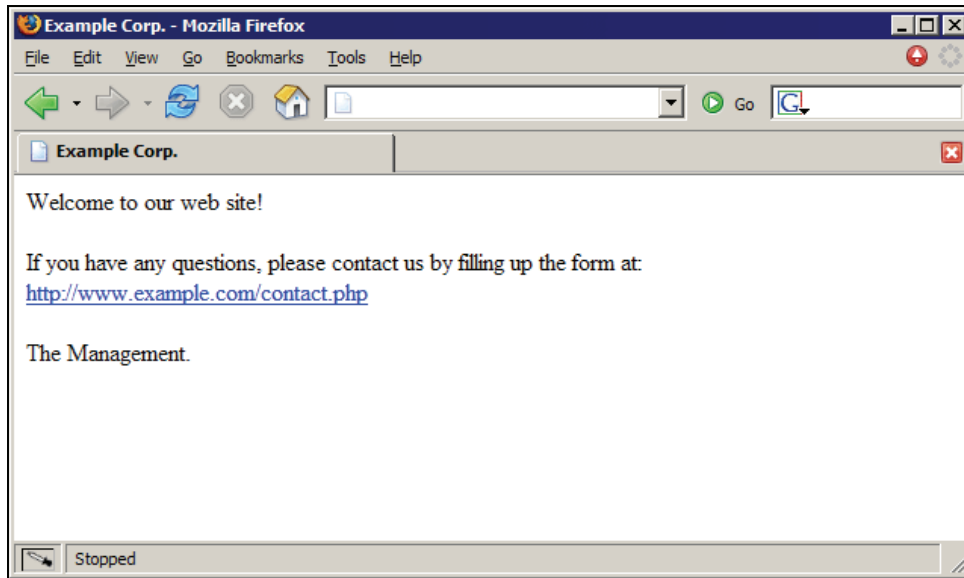 Example Corp. - Mozilla Firefox
File Edit View Go Bookmarks Tools Help
Go G
Example Corp.
Welcome to our web site!
If you have any questions, please contact us by filling up the form at:
http://www.example.com/contact.php
The Management.
Stopped